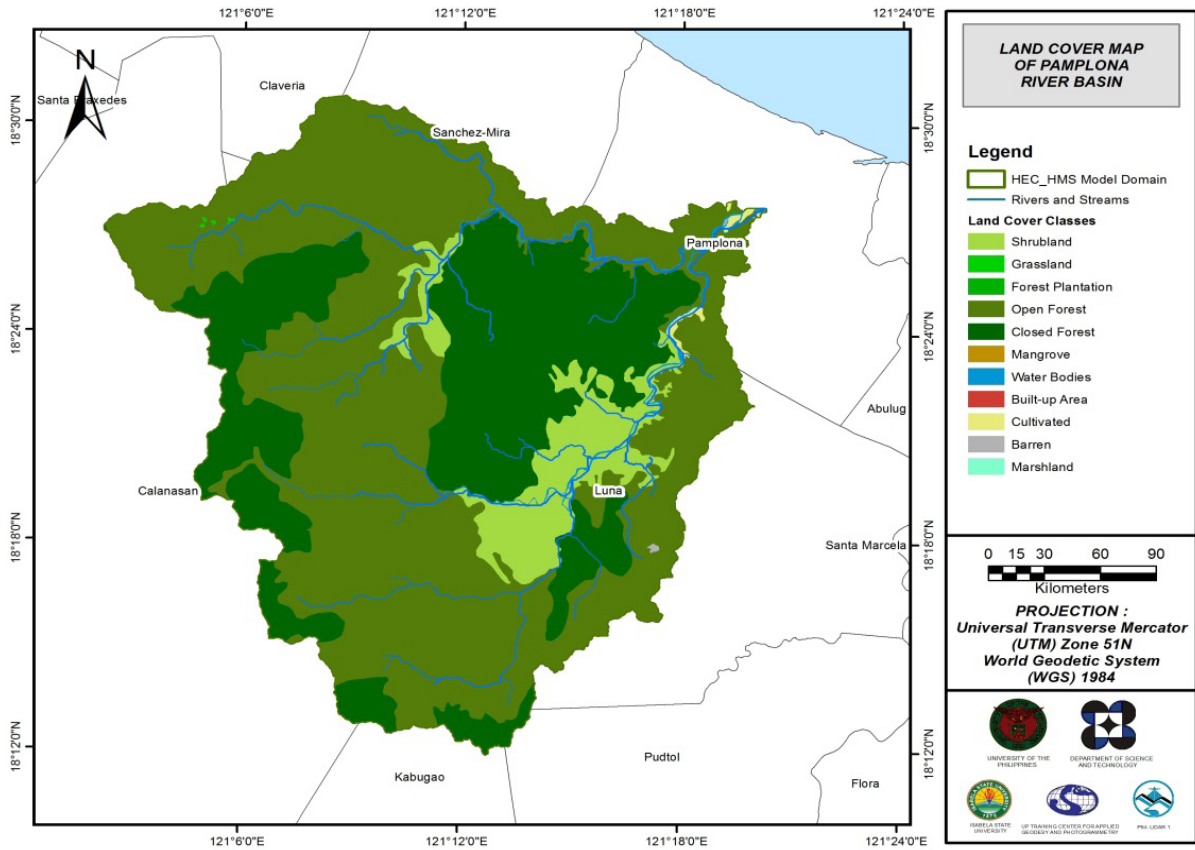 121°6'0"E
121°12'0"E
121°18'0"E
121°24'0"E
N
Claveria
Santa Praxedes
18°30'0"N
18°30'0"N
Sanchez-Mira
Pamplona
18°24'0"N
18°24'0"N
Abulug
Calanasan
Luna
18°18'0"N
18°18'0"N
Santa Marcela
18°12'0"N
18°12'0"N
Kabugao
Pudtol
Flora
121°6'0"E
121°12'0"E
121°18'0"E
121°24'0"E
LAND COVER MAP
OF PAMPLONA
RIVER BASIN
Legend
HEC_HMS Model Domain
Rivers and Streams
Land Cover Classes
Shrubland
Grassland
Forest Plantation
Open Forest
Closed Forest
Mangrove
Water Bodies
Built-up Area
Cultivated
Barren
Marshland
0 15 30 60 90
Kilometers
PROJECTION :
Universal Transverse Mercator
(UTM) Zone 51N
World Geodetic System
(WGS) 1984
UNIVERSITY OF THE
PHILIPPINES
DEPARTMENT OF SCIENCE
AND TECHNOLOGY
ISABELA STATE
UNIVERSITY
UP TRAINING CENTER FOR APPLIED
GEODESY AND PHOTOGRAMMETRY
PHIL-LIDAR 1